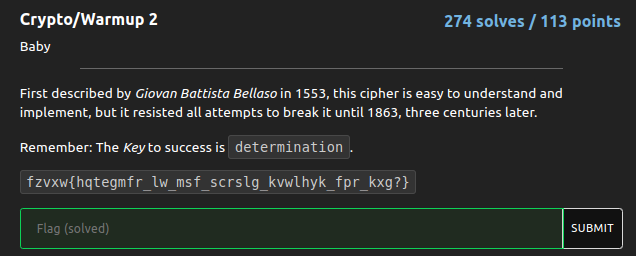 Crypto/Warmup 2
274 solves / 113 points
Baby
First described by Giovan Battista Bellaso in 1553, this cipher is easy to understand and
implement, but it resisted all attempts to break it until 1863, three centuries later.
Remember: The Key to success is determination.
fzvxw{hqtegmfr_lw_msf_scrslg_kvwlhyk_fpr_kxg?}
Flag (solved)
SUBMIT